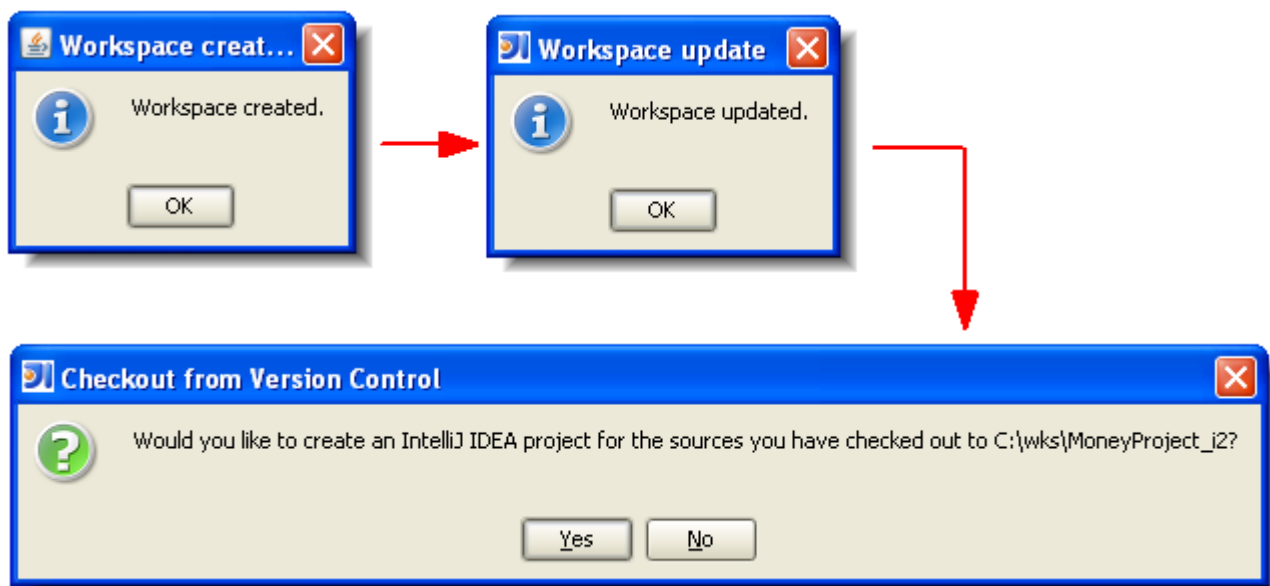 Workspace creat...
Workspace created.
OK
Workspace update
Workspace updated.
OK
Checkout from Version Control
Would you like to create an IntelliJ IDEA project for the sources you have checked out to C:\wks\MoneyProject_i2?
Yes No